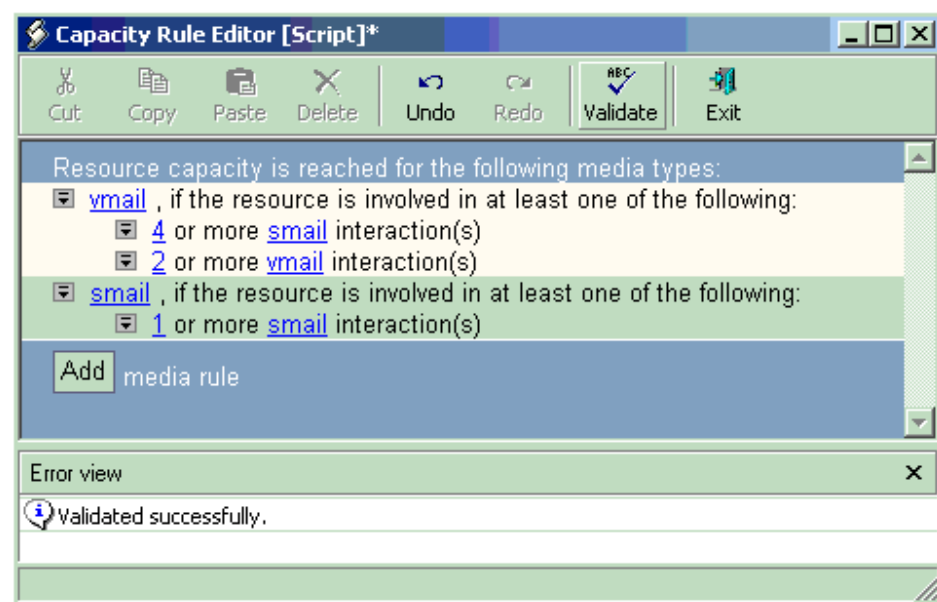 Capacity Rule Editor [Script]*
Cut Copy Paste Delete Undo Redo ABC Validate Exit
Resource capacity is reached for the following media types:
vmail , if the resource is involved in at least one of the following:
4 or more smail interaction(s)
2 or more vmail interaction(s)
smail , if the resource is involved in at least one of the following:
1 or more smail interaction(s)
Add media rule
Error view
Validated successfully.